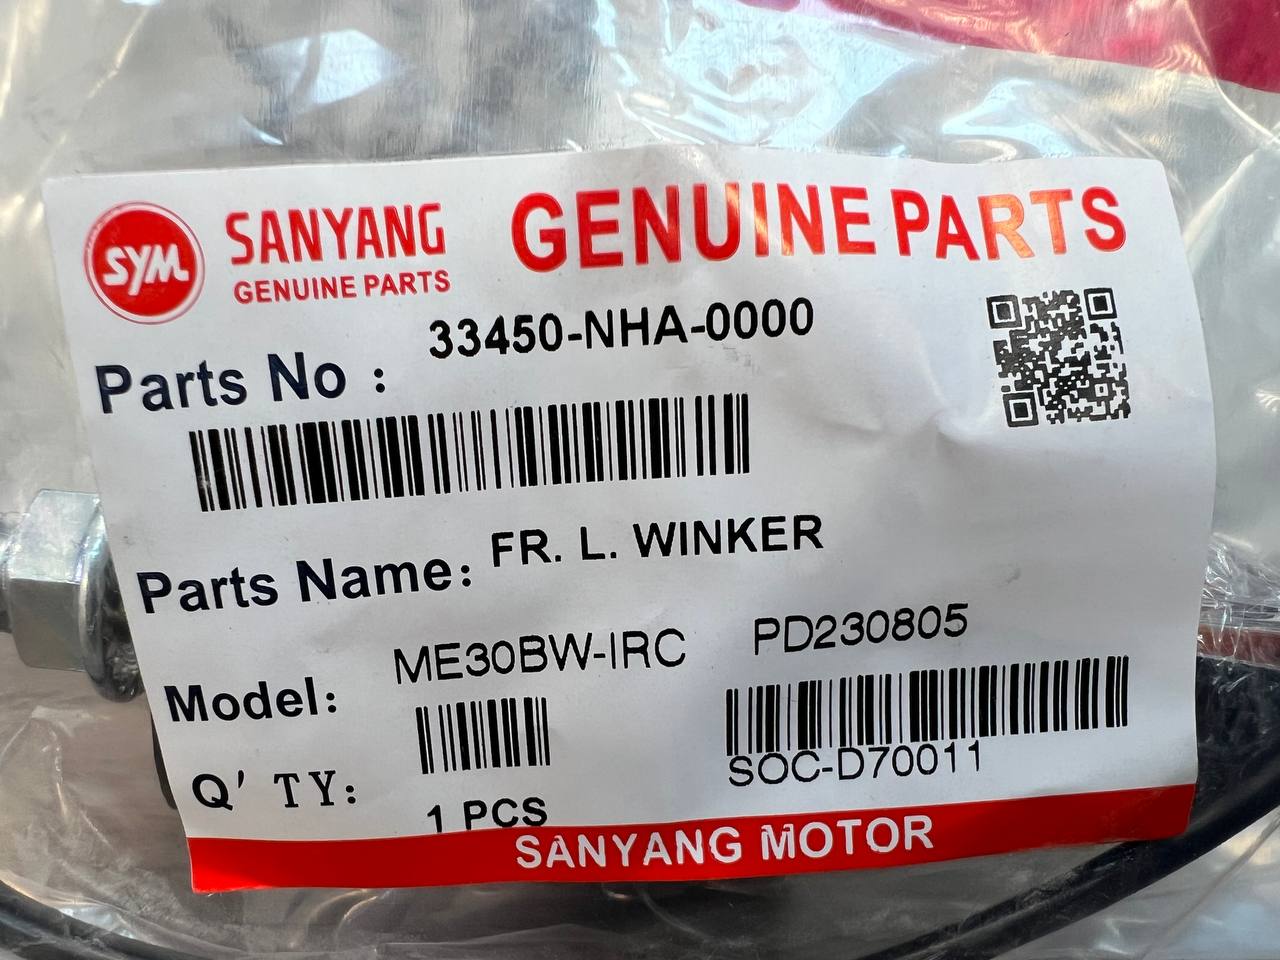 SYM
SANYANG
GENUINE PARTS
GENUINE PARTS
Parts No : 33450-NHA-0000
Parts Name: FR. L. WINKER
Model: ME30BW-IRC PD230805
SOC-D70011
Q' TY: 1 PCS
SANYANG MOTOR